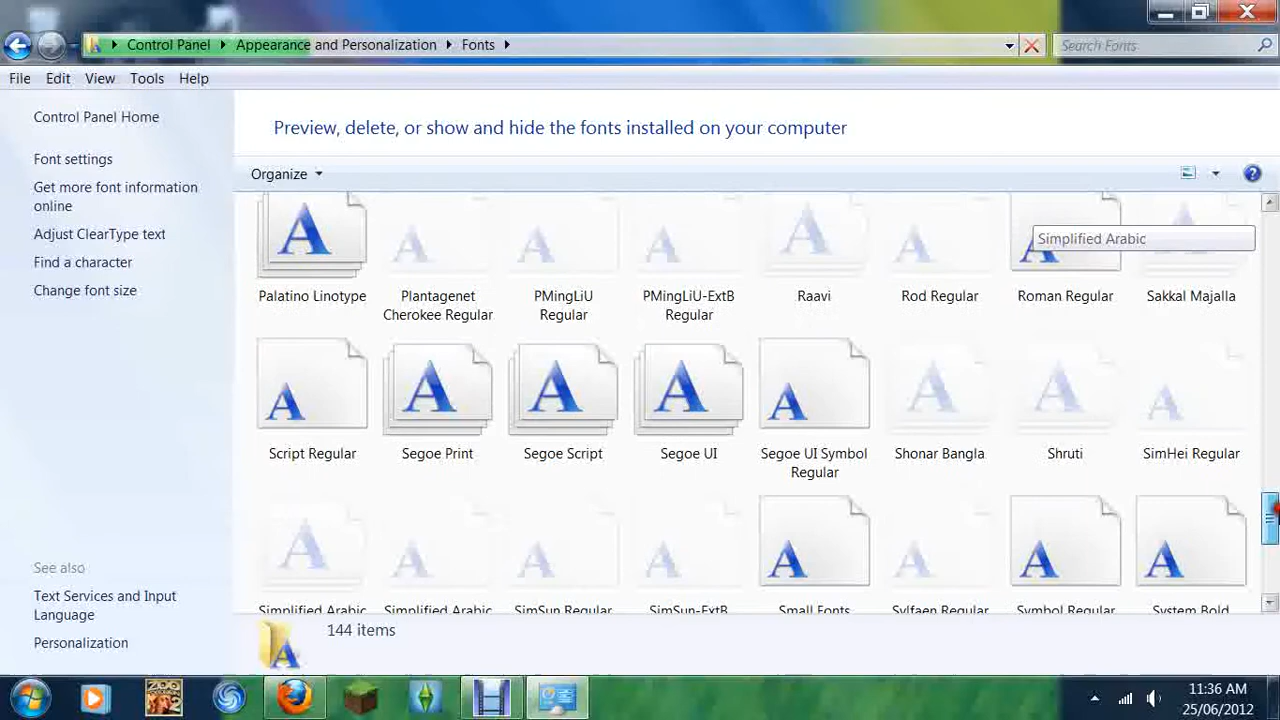 Control Panel Appearance and Personalization Fonts
Search Fonts
File Edit View Tools Help
Control Panel Home
Font settings
Get more font information
online
Adjust ClearType text
Find a character
Change font size
See also
Text Services and Input
Language
Personalization
Preview, delete, or show and hide the fonts installed on your computer
Organize
Simplified Arabic
Palatino Linotype
Plantagenet
Cherokee Regular
PMingLiU
Regular
PMingLiU-ExtB
Regular
Raavi
Rod Regular
Roman Regular
Sakkal Majalla
Script Regular
Segoe Print
Segoe Script
Segoe UI
Segoe UI Symbol
Regular
Shonar Bangla
Shruti
SimHei Regular
Simplified Arabic
Simplified Arabic
SimSun Regular
SimSun-ExtB
Small Fonts
Sylfaen Regular
Symbol Regular
System Bold
144 items
ZOO
2
11:36 AM
25/06/2012